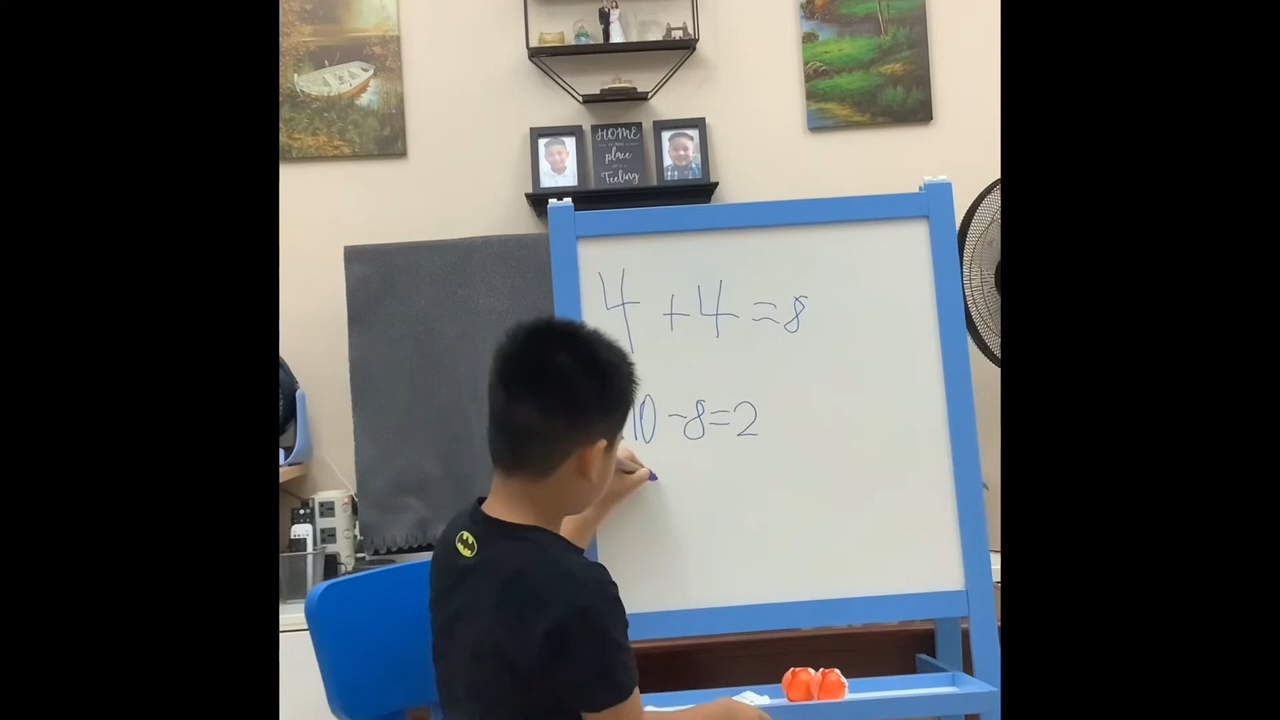 HOME
place
Feeling
4 + 4 = 8
10 - 8 = 2